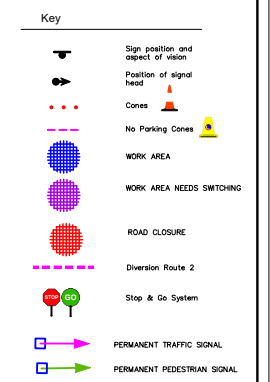 Key
Sign position and
aspect of vision
Position of signal
head
Cones
No Parking Cones
WORK AREA
WORK AREA NEEDS SWITCHING
ROAD CLOSURE
Diversion Route 2
STOP GO
Stop & Go System
PERMANENT TRAFFIC SIGNAL
PERMANENT PEDESTRIAN SIGNAL